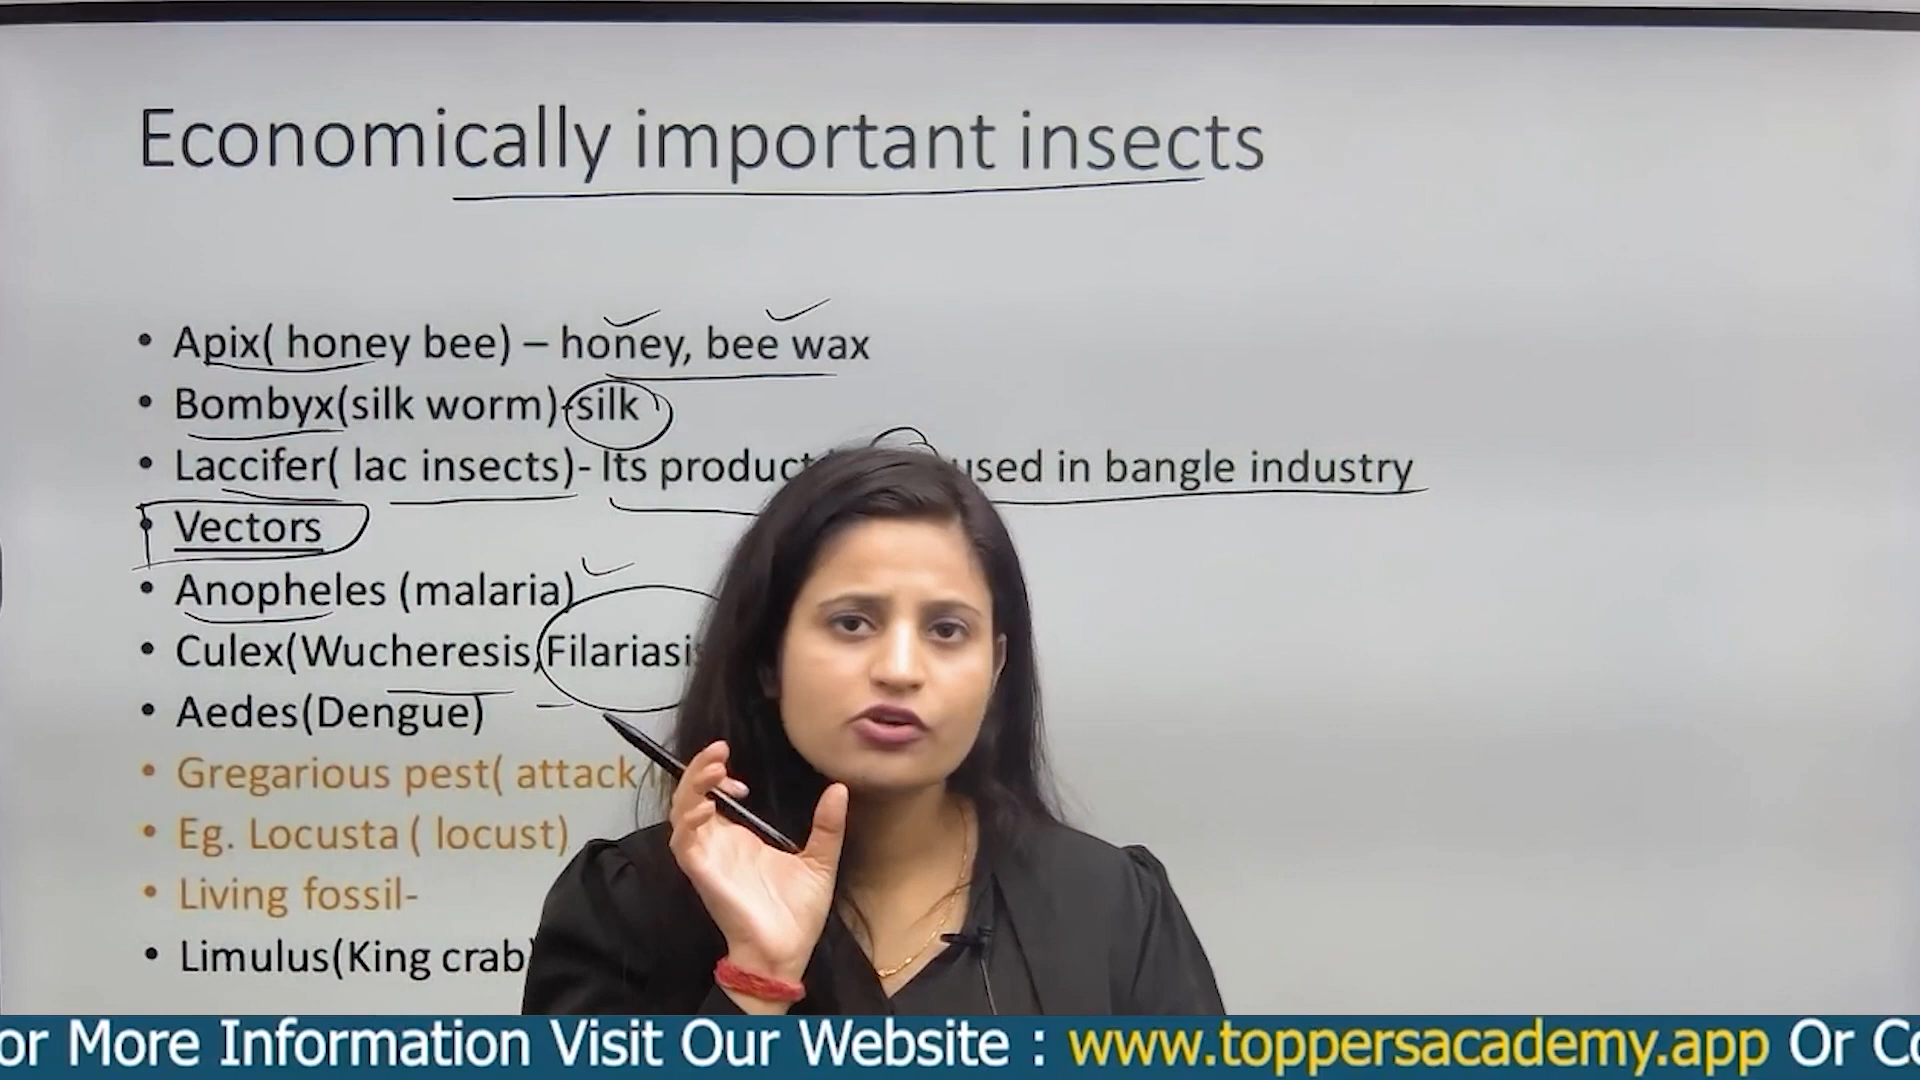 Economically important insects
• Apix( honey bee) – honey, bee wax
• Bombyx(silk worm)-silk
• Laccifer( lac insects)- Its product used in bangle industry
• Vectors
• Anopheles (malaria)
• Culex(Wucheresis,Filariasis
• Aedes(Dengue)
• Gregarious pest( attack
• Eg. Locusta ( locust)
• Living fossil-
• Limulus(King crab)
or More Information Visit Our Website : www.toppersacademy.app Or Co